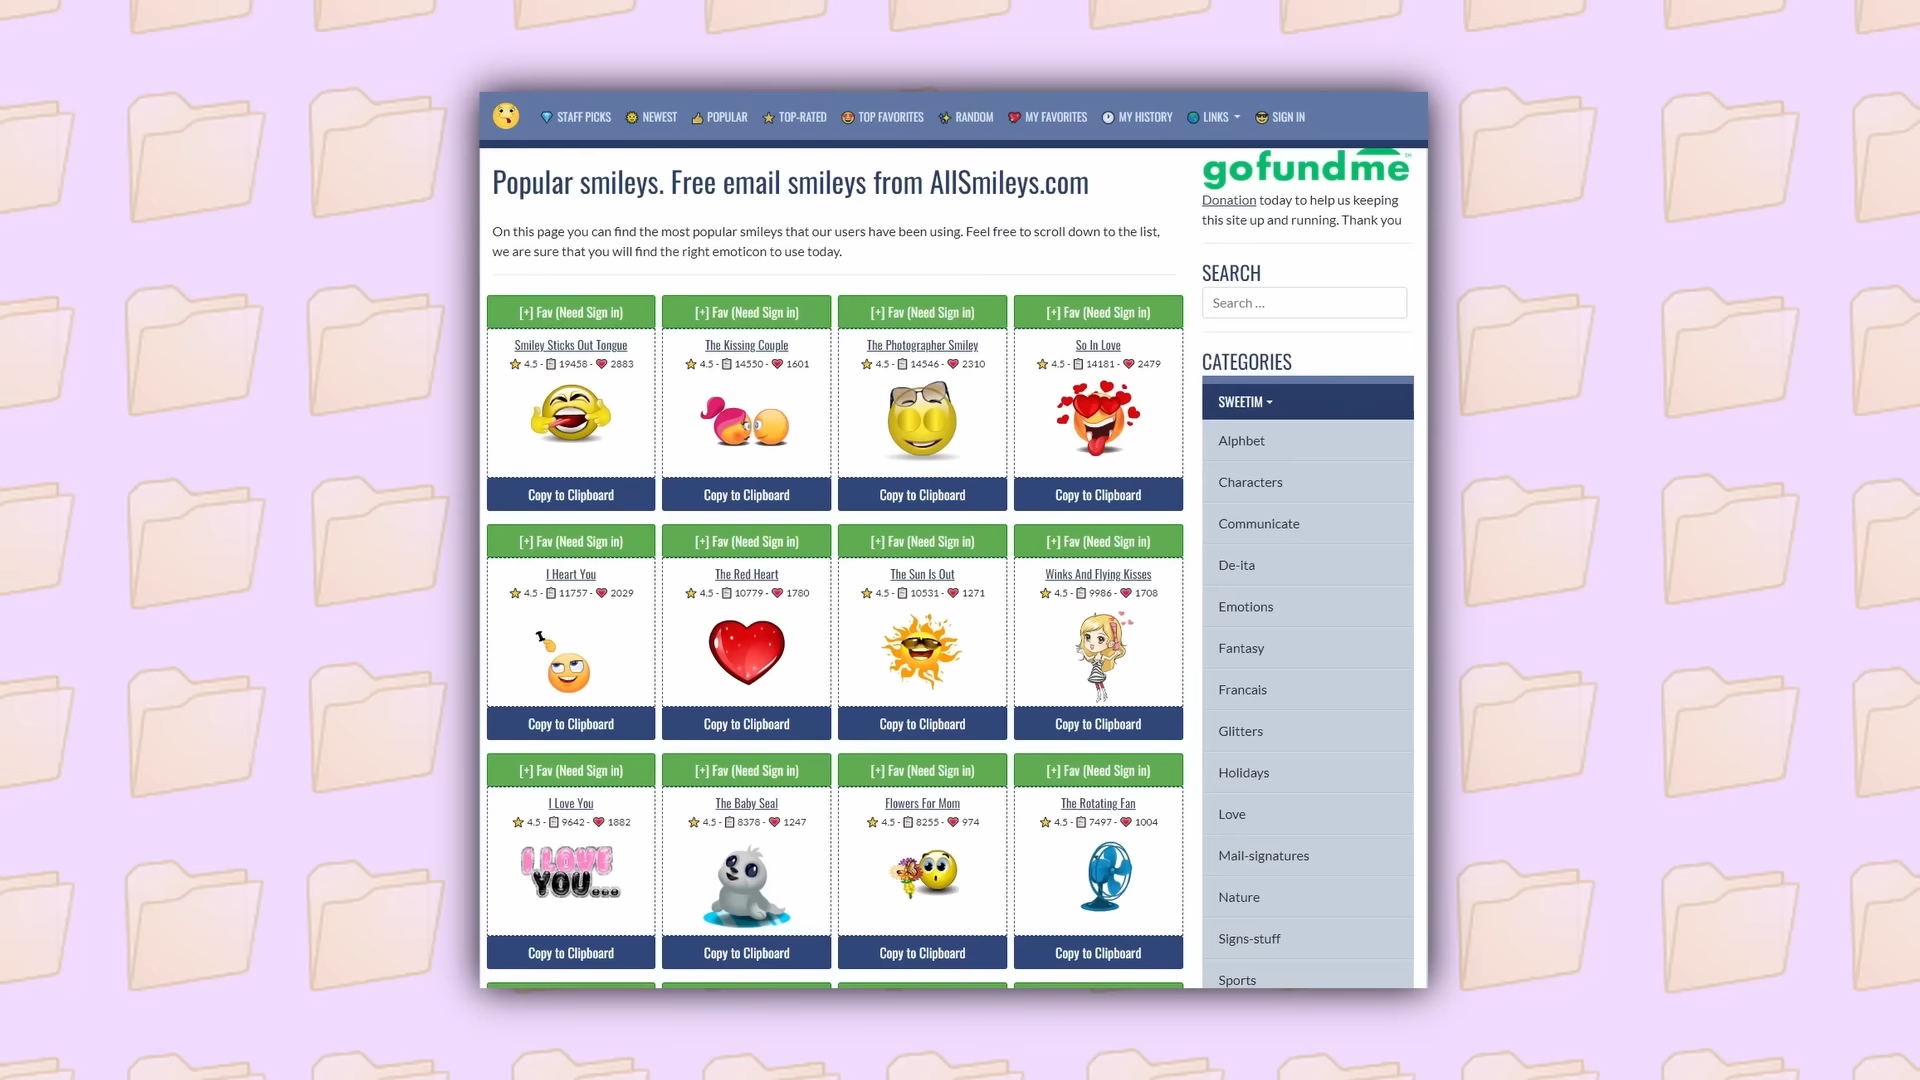 STAFF PICKS NEWEST POPULAR TOP-RATED TOP FAVORITES RANDOM MY FAVORITES MY HISTORY LINKS SIGN IN
Popular smileys. Free email smileys from AllSmileys.com
On this page you can find the most popular smileys that our users have been using. Feel free to scroll down to the list,
we are sure that you will find the right emoticon to use today.
[+] Fav (Need Sign in) [+] Fav (Need Sign in) [+] Fav (Need Sign in) [+] Fav (Need Sign in)
Smiley Sticks Out Tongue The Kissing Couple The Photographer Smiley So In Love
4.5 - 19458 - 2883 4.5 - 14550 - 1601 4.5 - 14546 - 2310 4.5 - 14181 - 2479
Copy to Clipboard Copy to Clipboard Copy to Clipboard Copy to Clipboard
[+] Fav (Need Sign in) [+] Fav (Need Sign in) [+] Fav (Need Sign in) [+] Fav (Need Sign in)
I Heart You The Red Heart The Sun Is Out Winks And Flying Kisses
4.5 - 11757 - 2029 4.5 - 10779 - 1780 4.5 - 10531 - 1271 4.5 - 9986 - 1708
Copy to Clipboard Copy to Clipboard Copy to Clipboard Copy to Clipboard
[+] Fav (Need Sign in) [+] Fav (Need Sign in) [+] Fav (Need Sign in) [+] Fav (Need Sign in)
I Love You The Baby Seal Flowers For Mom The Rotating Fan
4.5 - 9642 - 1882 4.5 - 8378 - 1247 4.5 - 8255 - 974 4.5 - 7497 - 1004
I LOVE
YOU...
Copy to Clipboard Copy to Clipboard Copy to Clipboard Copy to Clipboard
gofundme
Donation today to help us keeping
this site up and running. Thank you
SEARCH
Search ...
CATEGORIES
SWEETIM
Alphbet
Characters
Communicate
De-ita
Emotions
Fantasy
Francais
Glitters
Holidays
Love
Mail-signatures
Nature
Signs-stuff
Sports